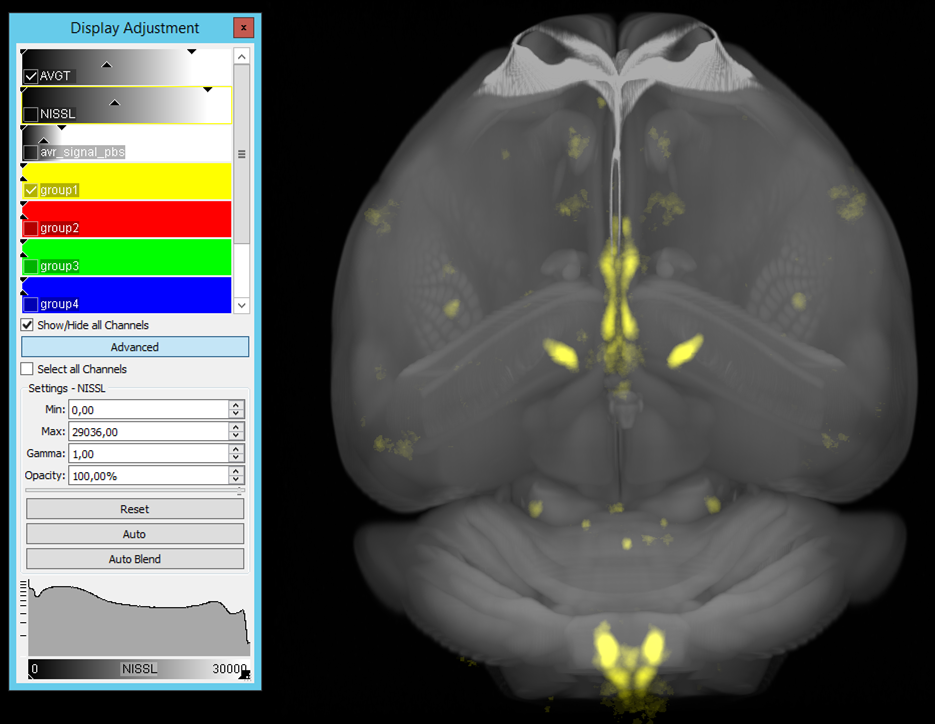 Display Adjustment
x
AVGT
NISSL
avr_signal_pbs
group1
group2
group3
group4
Show/Hide all Channels
Advanced
Select all Channels
Settings - NISSL
Min: 0,00
Max: 29036,00
Gamma: 1,00
Opacity: 100,00%
Reset
Auto
Auto Blend
0 NISSL 30000